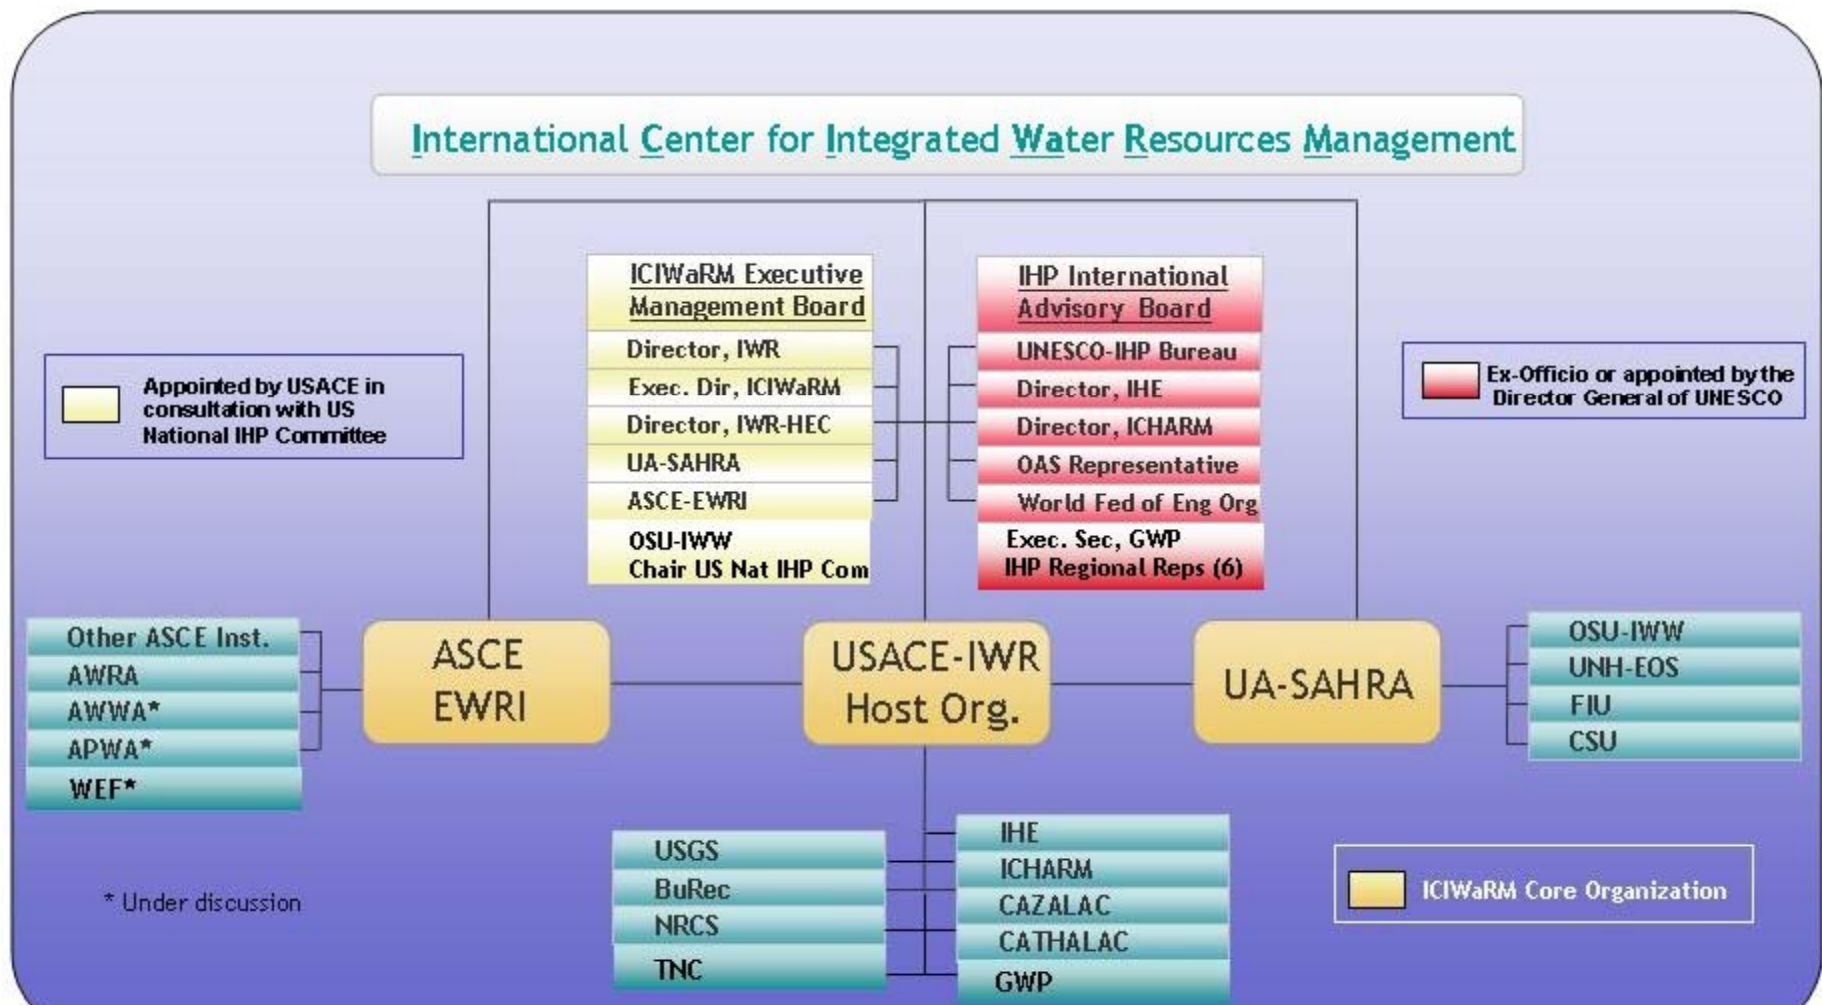 International Center for Integrated Water Resources Management
ICIWaRM Executive
Management Board
Director, IWR
Exec. Dir, ICIWaRM
Director, IWR-HEC
UA-SAHRA
ASCE-EWRI
OSU-IWW
Chair US Nat IHP Com
IHP International
Advisory Board
UNESCO-IHP Bureau
Director, IHE
Director, ICHARM
OAS Representative
World Fed of Eng Org
Exec. Sec, GWP
IHP Regional Reps (6)
Appointed by USACE in
consultation with US
National IHP Committee
Ex-Officio or appointed by the
Director General of UNESCO
Other ASCE Inst.
AWRA
AWWA*
APWA*
WEF*
ASCE
EWRI
USACE-IWR
Host Org.
UA-SAHRA
OSU-IWW
UNH-EOS
FIU
CSU
USGS
BuRec
NRCS
TNC
IHE
ICHARM
CAZALAC
CATHALAC
GWP
* Under discussion
ICIWaRM Core Organization